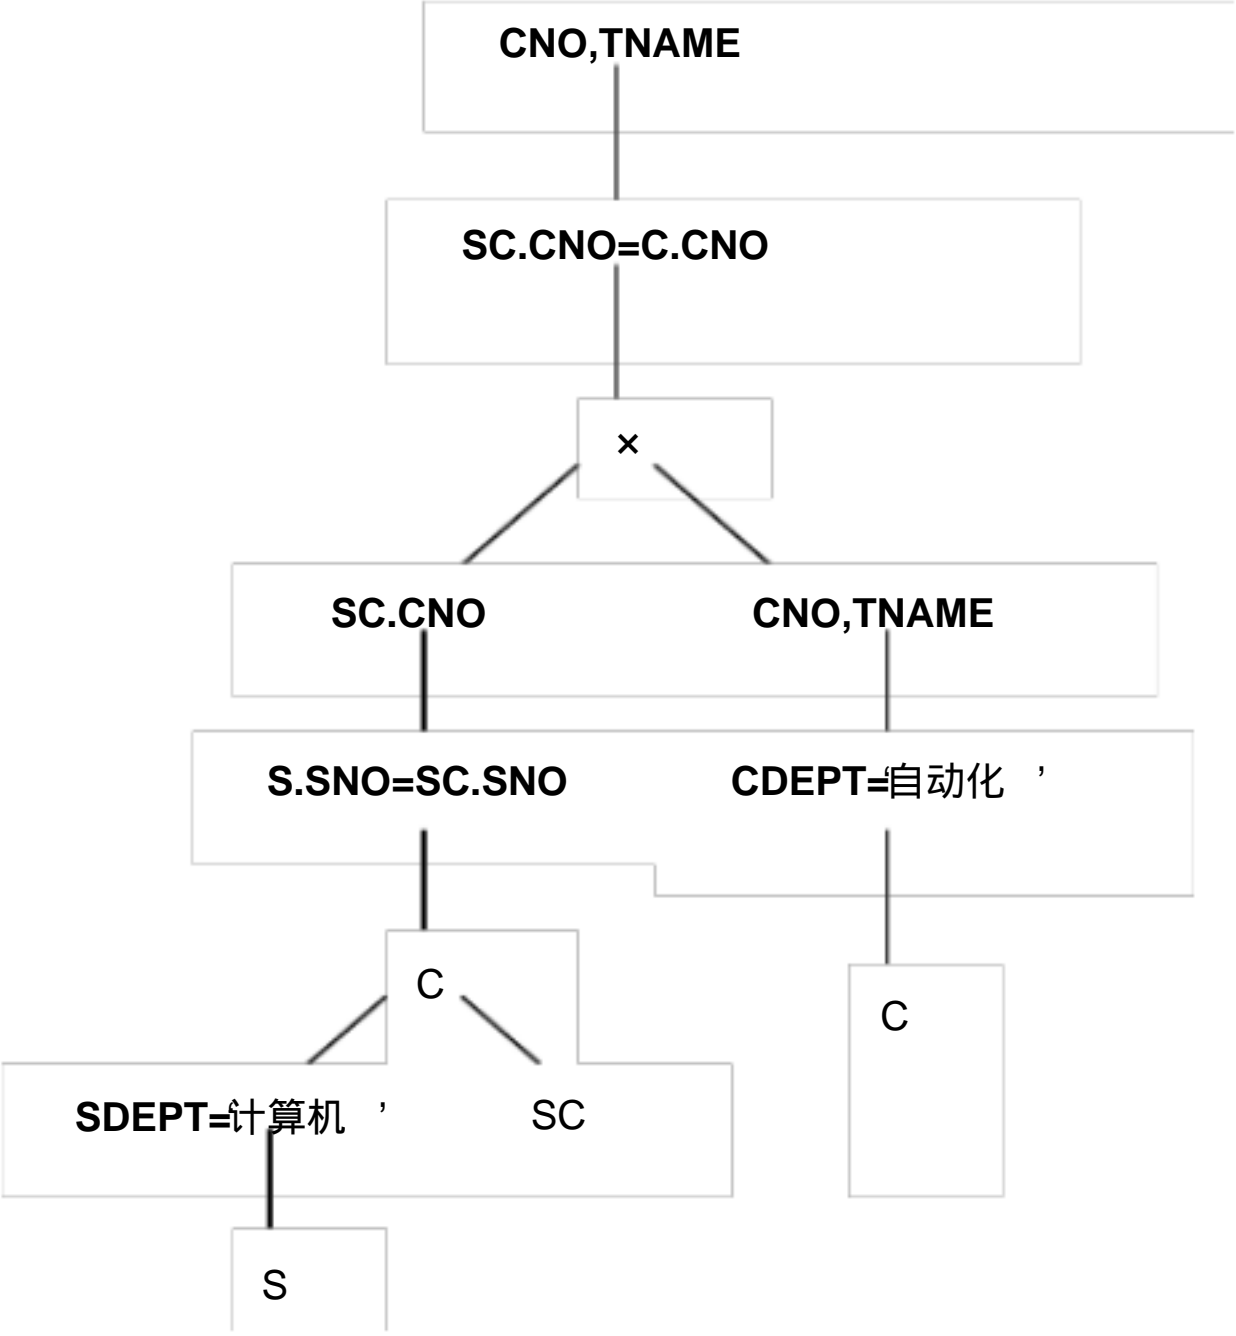 CNO,TNAME
SC.CNO=C.CNO
×
SC.CNO CNO,TNAME
S.SNO=SC.SNO CDEPT=‘自动化 ’
C
C
SDEPT=‘计算机 ’ SC
S